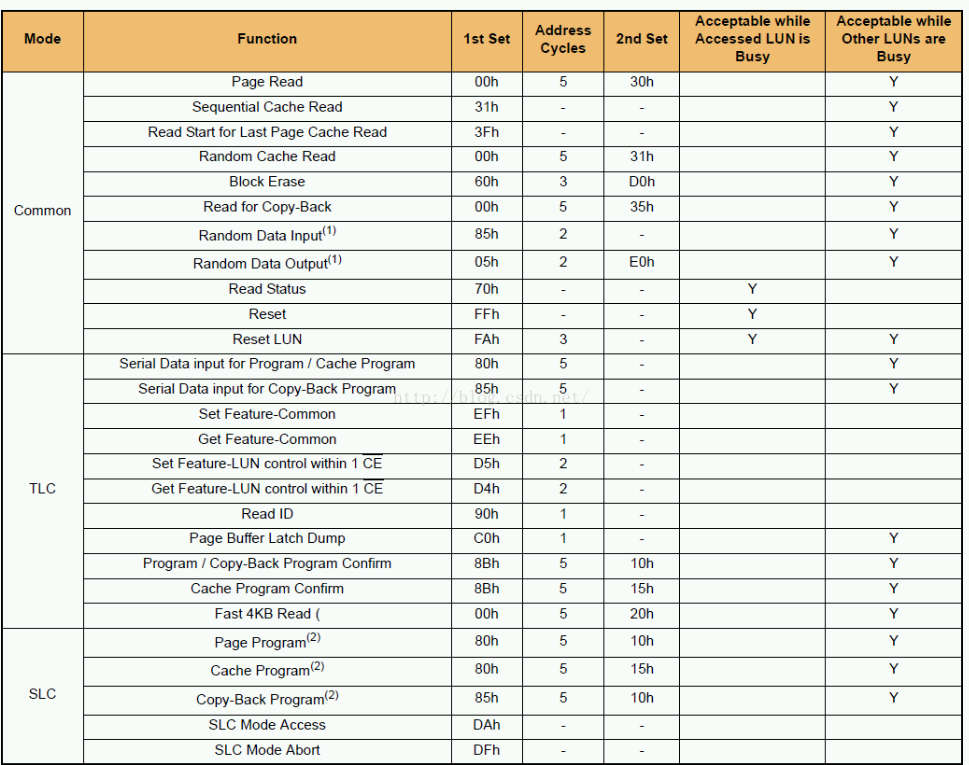 Mode Function 1st Set Address Cycles 2nd Set Acceptable while Accessed LUN is Busy Acceptable while Other LUNs are Busy
Common
Page Read 00h 5 30h Y
Sequential Cache Read 31h - - Y
Read Start for Last Page Cache Read 3Fh - - Y
Random Cache Read 00h 5 31h Y
Block Erase 60h 3 D0h Y
Read for Copy-Back 00h 5 35h Y
Random Data Input(1) 85h 2 - Y
Random Data Output(1) 05h 2 E0h Y
Read Status 70h - - Y
Reset FFh - - Y
Reset LUN FAh 3 - Y Y
TLC
Serial Data input for Program / Cache Program 80h 5 - Y
Serial Data input for Copy-Back Program 85h 5 - Y
http://blog.csdn.net/
Set Feature-Common EFh 1 -
Get Feature-Common EEh 1 -
Set Feature-LUN control within 1 CE D5h 2 -
Get Feature-LUN control within 1 CE D4h 2 -
Read ID 90h 1 -
Page Buffer Latch Dump C0h 1 - Y
Program / Copy-Back Program Confirm 8Bh 5 10h Y
Cache Program Confirm 8Bh 5 15h Y
Fast 4KB Read ( 00h 5 20h Y
SLC
Page Program(2) 80h 5 10h Y
Cache Program(2) 80h 5 15h Y
Copy-Back Program(2) 85h 5 10h Y
SLC Mode Access DAh - -
SLC Mode Abort DFh - -